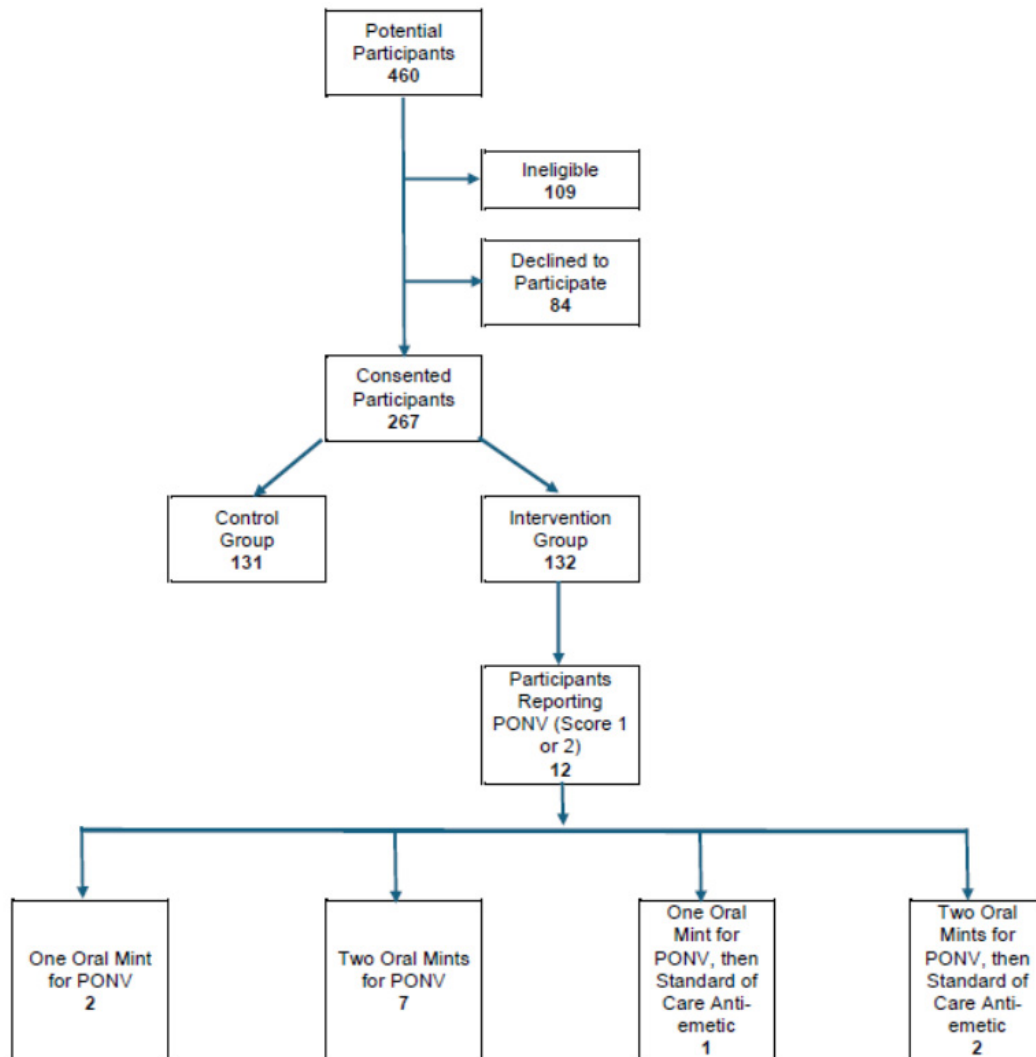 Potential
Participants
460
Ineligible
109
Declined to
Participate
84
Consented
Participants
267
Control
Group
131
Intervention
Group
132
Participants
Reporting
PONV (Score 1
or 2)
12
One Oral Mint
for PONV
2
Two Oral Mints
for PONV
7
One Oral
Mint for
PONV, then
Standard of
Care Anti-
emetic
1
Two Oral
Mints for
PONV, then
Standard of
Care Anti-
emetic
2